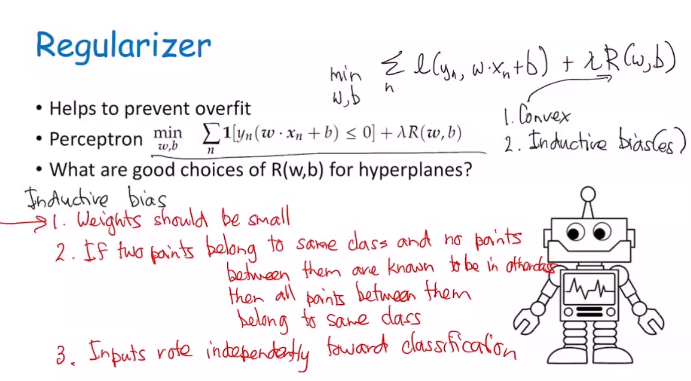 Regularizer
min w,b Σ n l(yn, w·xn+b) + λR(w,b)
1. Convex
2. Inductive bias(es)
• Helps to prevent overfit
• Perceptron min w,b Σ n 1[yn(w · xn + b) ≤ 0] + λR(w, b)
• What are good choices of R(w,b) for hyperplanes?
Inductive bias
1. Weights should be small
2. If two points belong to same class and no points
between them are known to be in other class
then all points between them
belong to same class
3. Inputs vote independently toward classification